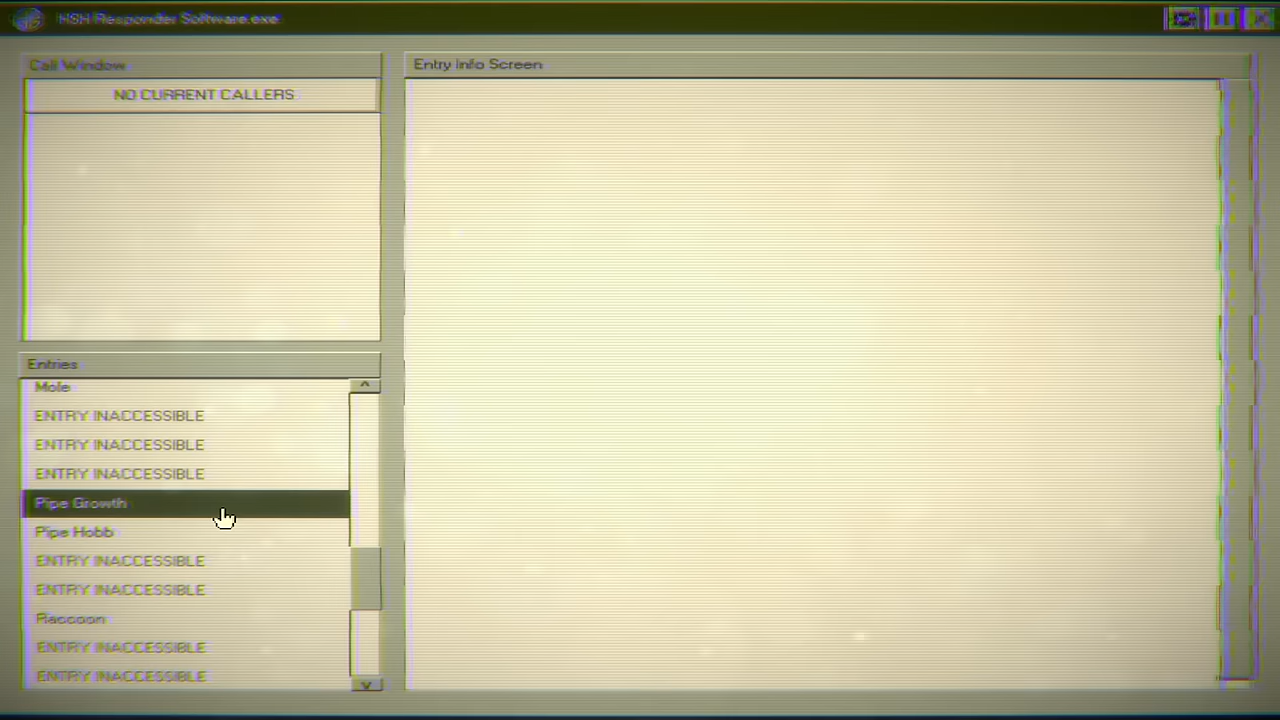 HSH Responder Software.exe
Call Window
NO CURRENT CALLERS
Entry Info Screen
Entries
Mole
ENTRY INACCESSIBLE
ENTRY INACCESSIBLE
ENTRY INACCESSIBLE
Pipe Growth
Pipe Hobb
ENTRY INACCESSIBLE
ENTRY INACCESSIBLE
Raccoon
ENTRY INACCESSIBLE
ENTRY INACCESSIBLE